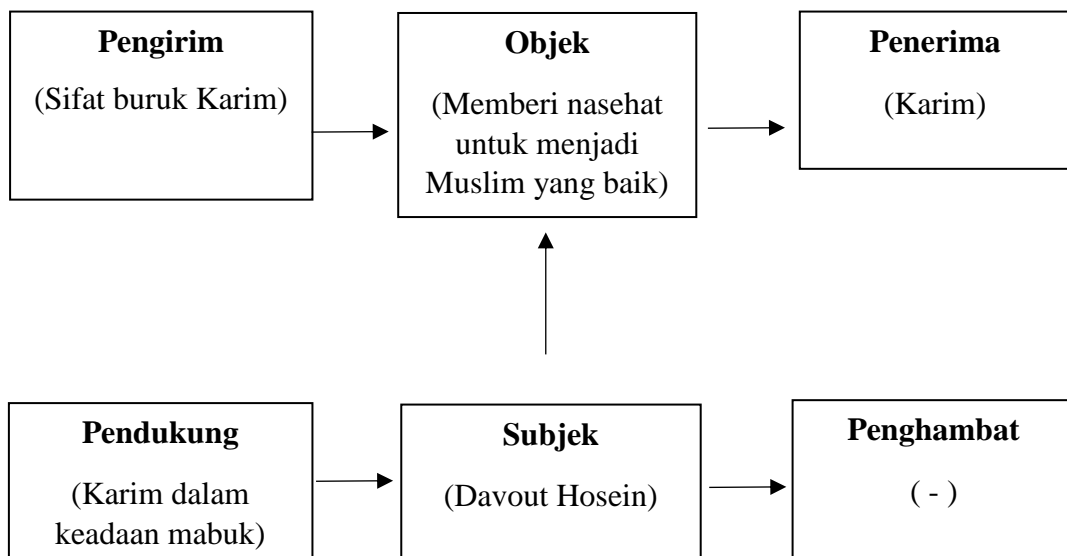 Pengirim
(Sifat buruk Karim)
Objek
(Memberi nasehat
untuk menjadi
Muslim yang baik)
Penerima
(Karim)
Pendukung
(Karim dalam
keadaan mabuk)
Subjek
(Davout Hosein)
Penghambat
( - )